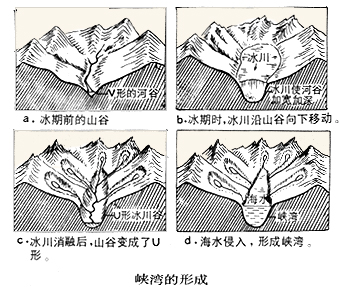 V形的河谷
a.冰期前的山谷
冰川
冰川使河谷
加宽加深
b.冰期时,冰川沿山谷向下移动。
U形冰川谷
c.冰川消融后,山谷变成了U
形。
海水
峡湾
d.海水侵入,形成峡湾。
峡湾的形成